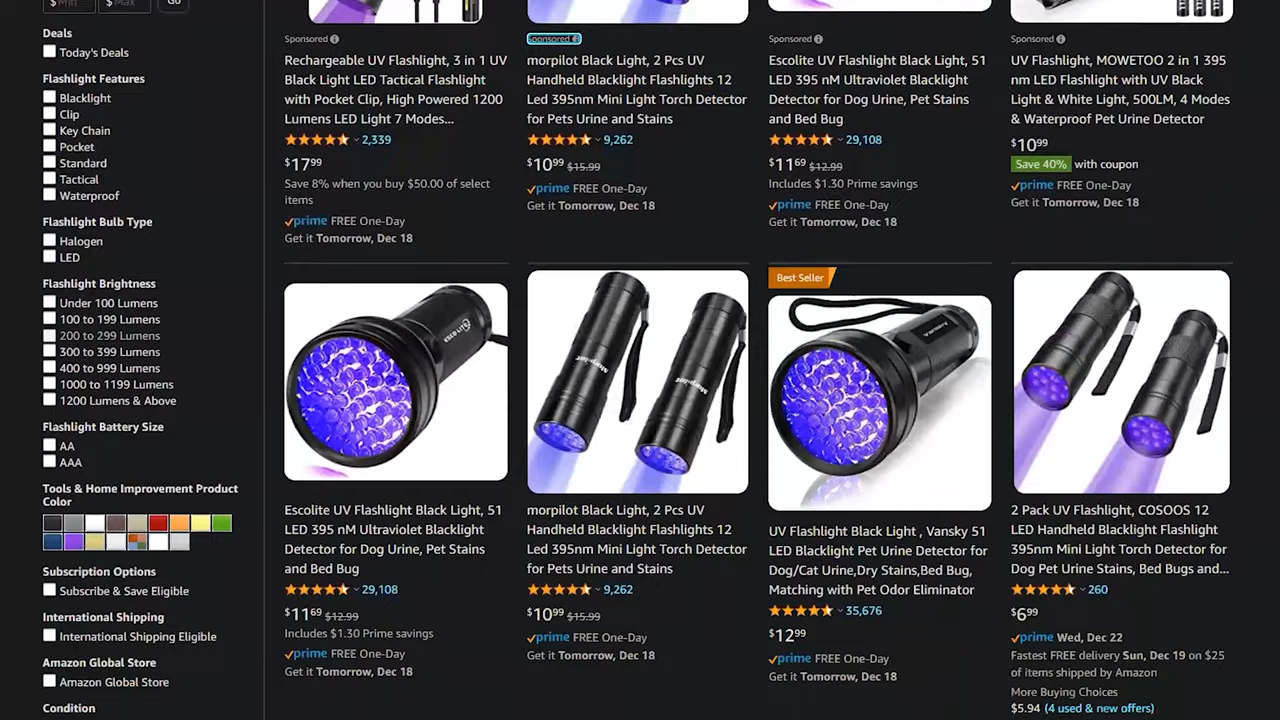 $ Min
$ Max
Go
Deals
Today's Deals
Flashlight Features
Blacklight
Clip
Key Chain
Pocket
Standard
Tactical
Waterproof
Flashlight Bulb Type
Halogen
LED
Flashlight Brightness
Under 100 Lumens
100 to 199 Lumens
200 to 299 Lumens
300 to 399 Lumens
400 to 999 Lumens
1000 to 1199 Lumens
1200 Lumens & Above
Flashlight Battery Size
AA
AAA
Tools & Home Improvement Product
Color
Subscription Options
Subscribe & Save Eligible
International Shipping
International Shipping Eligible
Amazon Global Store
Amazon Global Store
Condition
Sponsored
Rechargeable UV Flashlight, 3 in 1 UV
Black Light LED Tactical Flashlight
with Pocket Clip, High Powered 1200
Lumens LED Light 7 Modes...
2,339
$17 99
Save 8% when you buy $50.00 of select
items
prime FREE One-Day
Get it Tomorrow, Dec 18
Sponsored
morpilot Black Light, 2 Pcs UV
Handheld Blacklight Flashlights 12
Led 395nm Mini Light Torch Detector
for Pets Urine and Stains
9,262
$10 99 $15.99
prime FREE One-Day
Get it Tomorrow, Dec 18
Sponsored
Escolite UV Flashlight Black Light, 51
LED 395 nM Ultraviolet Blacklight
Detector for Dog Urine, Pet Stains
and Bed Bug
29,108
$11 69 $12.99
Includes $1.30 Prime savings
prime FREE One-Day
Get it Tomorrow, Dec 18
Sponsored
UV Flashlight, MOWETOO 2 in 1 395
nm LED Flashlight with UV Black
Light & White Light, 500LM, 4 Modes
& Waterproof Pet Urine Detector
$10 99
Save 40% with coupon
prime FREE One-Day
Get it Tomorrow, Dec 18
ESCO LITE
Escolite UV Flashlight Black Light, 51
LED 395 nM Ultraviolet Blacklight
Detector for Dog Urine, Pet Stains
and Bed Bug
29,108
$11 69 $12.99
Includes $1.30 Prime savings
prime FREE One-Day
Get it Tomorrow, Dec 18
Morpilot
Morpilot
morpilot Black Light, 2 Pcs UV
Handheld Blacklight Flashlights 12
Led 395nm Mini Light Torch Detector
for Pets Urine and Stains
9,262
$10 99 $15.99
prime FREE One-Day
Get it Tomorrow, Dec 18
Best Seller
VANSKY
UV Flashlight Black Light , Vansky 51
LED Blacklight Pet Urine Detector for
Dog/Cat Urine,Dry Stains,Bed Bug,
Matching with Pet Odor Eliminator
35,676
$12 99
prime FREE One-Day
Get it Tomorrow, Dec 18
2 Pack UV Flashlight, COSOOS 12
LED Handheld Blacklight Flashlight
395nm Mini Light Torch Detector for
Dog Pet Urine Stains, Bed Bugs and...
260
$6 99
prime Wed, Dec 22
Fastest FREE delivery Sun, Dec 19 on $25
of items shipped by Amazon
More Buying Choices
$5.94 (4 used & new offers)